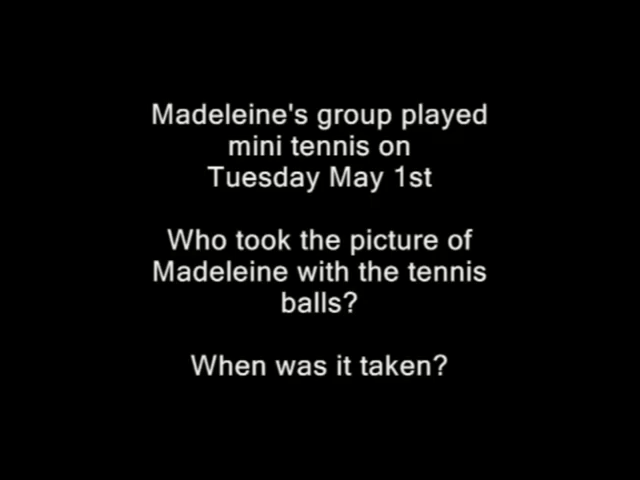 Madeleine's group played
mini tennis on
Tuesday May 1st
Who took the picture of
Madeleine with the tennis
balls?
When was it taken?